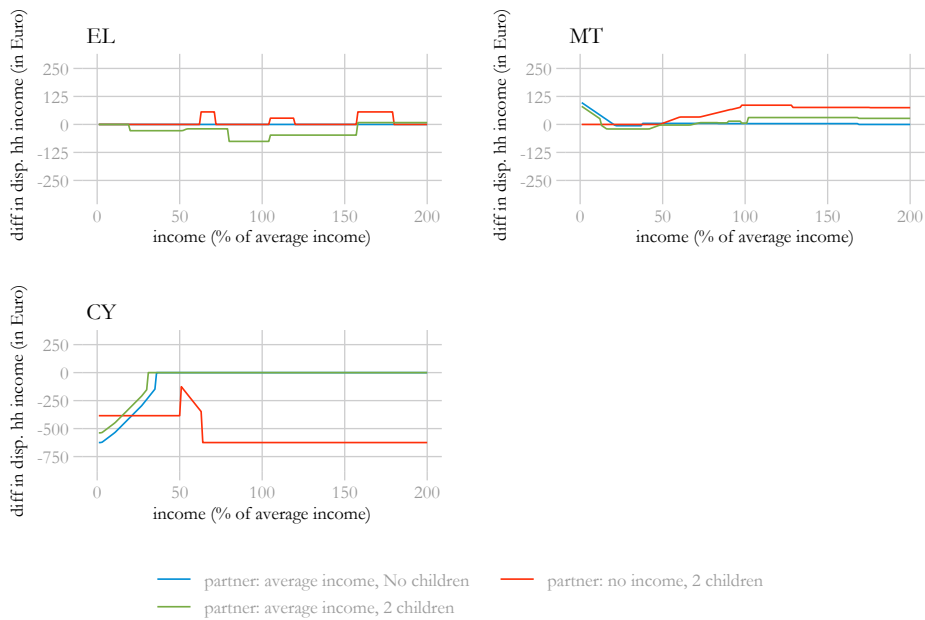 EL
diff in disp. hh income (in Euro)
250
125
0
-125
-250
0 50 100 150 200
income (% of average income)
MT
diff in disp. hh income (in Euro)
250
125
0
-125
-250
0 50 100 150 200
income (% of average income)
CY
diff in disp. hh income (in Euro)
250
0
-250
-500
-750
0 50 100 150 200
income (% of average income)
partner: average income, No children
partner: no income, 2 children
partner: average income, 2 children